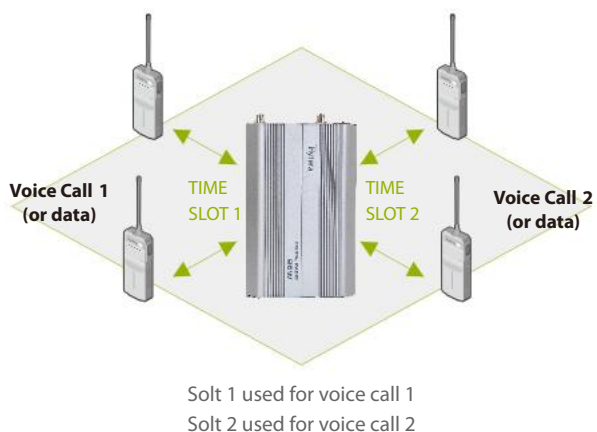 Voice Call 1
(or data)
TIME
SLOT 1
TIME
SLOT 2
Voice Call 2
(or data)
Hytera
Solt 1 used for voice call 1
Solt 2 used for voice call 2